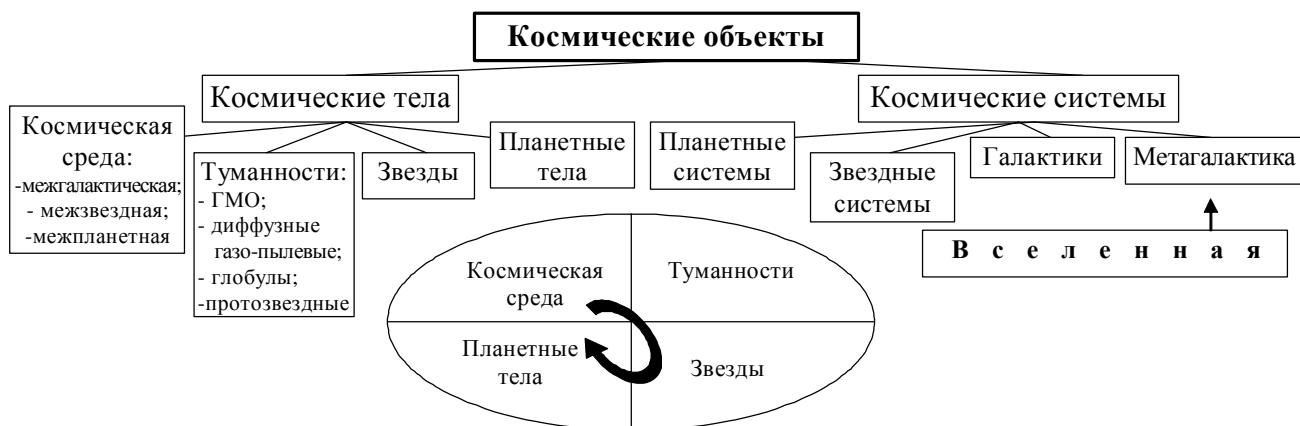 Космические объекты
Космические тела
Космические системы
Космическая
среда:
-межгалактическая;
- межзвездная;
-межпланетная
Туманности:
- ГМО;
- диффузные
газо-пылевые;
- глобулы;
-протозвездные
Звезды
Планетные
тела
Планетные
системы
Звездные
системы
Галактики
Метагалактика
В с е л е н н а я
Космическая
среда
Туманности
Планетные
тела
Звезды